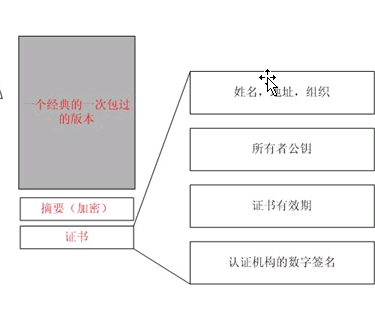 一个经典的一次包过
的版本
摘要（加密）
证书
姓名，地址，组织
所有者公钥
证书有效期
认证机构的数字签名